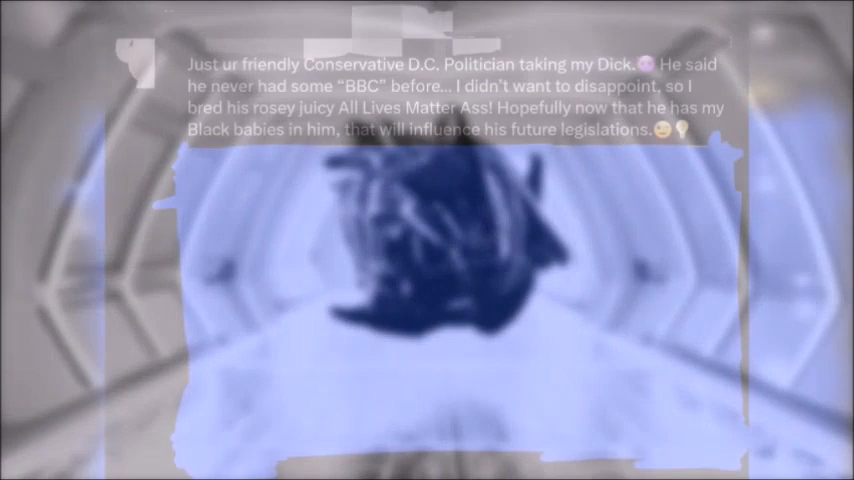 Just ur friendly Conservative D.C. Politician taking my Dick.😈 He said
he never had some “BBC” before... I didn't want to disappoint, so I
bred his rosey juicy All Lives Matter Ass! Hopefully now that he has my
Black babies in him, that will influence his future legislations.😉💡